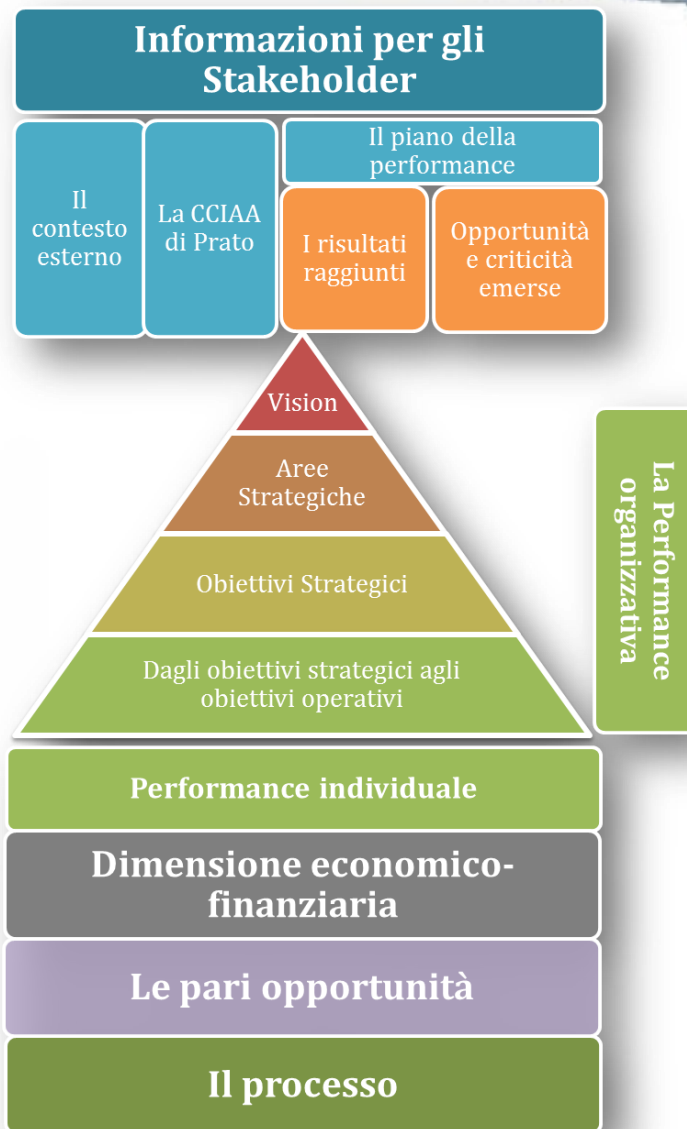 Informazioni per gli
Stakeholder
Il
contesto
esterno
La CCIAA
di Prato
Il piano della
performance
I risultati
raggiunti
Opportunità
e criticità
emerse
Vision
Aree
Strategiche
Obiettivi Strategici
Dagli obiettivi strategici agli
obiettivi operativi
La Performance
organizzativa
Performance individuale
Dimensione economico-
finanziaria
Le pari opportunità
Il processo